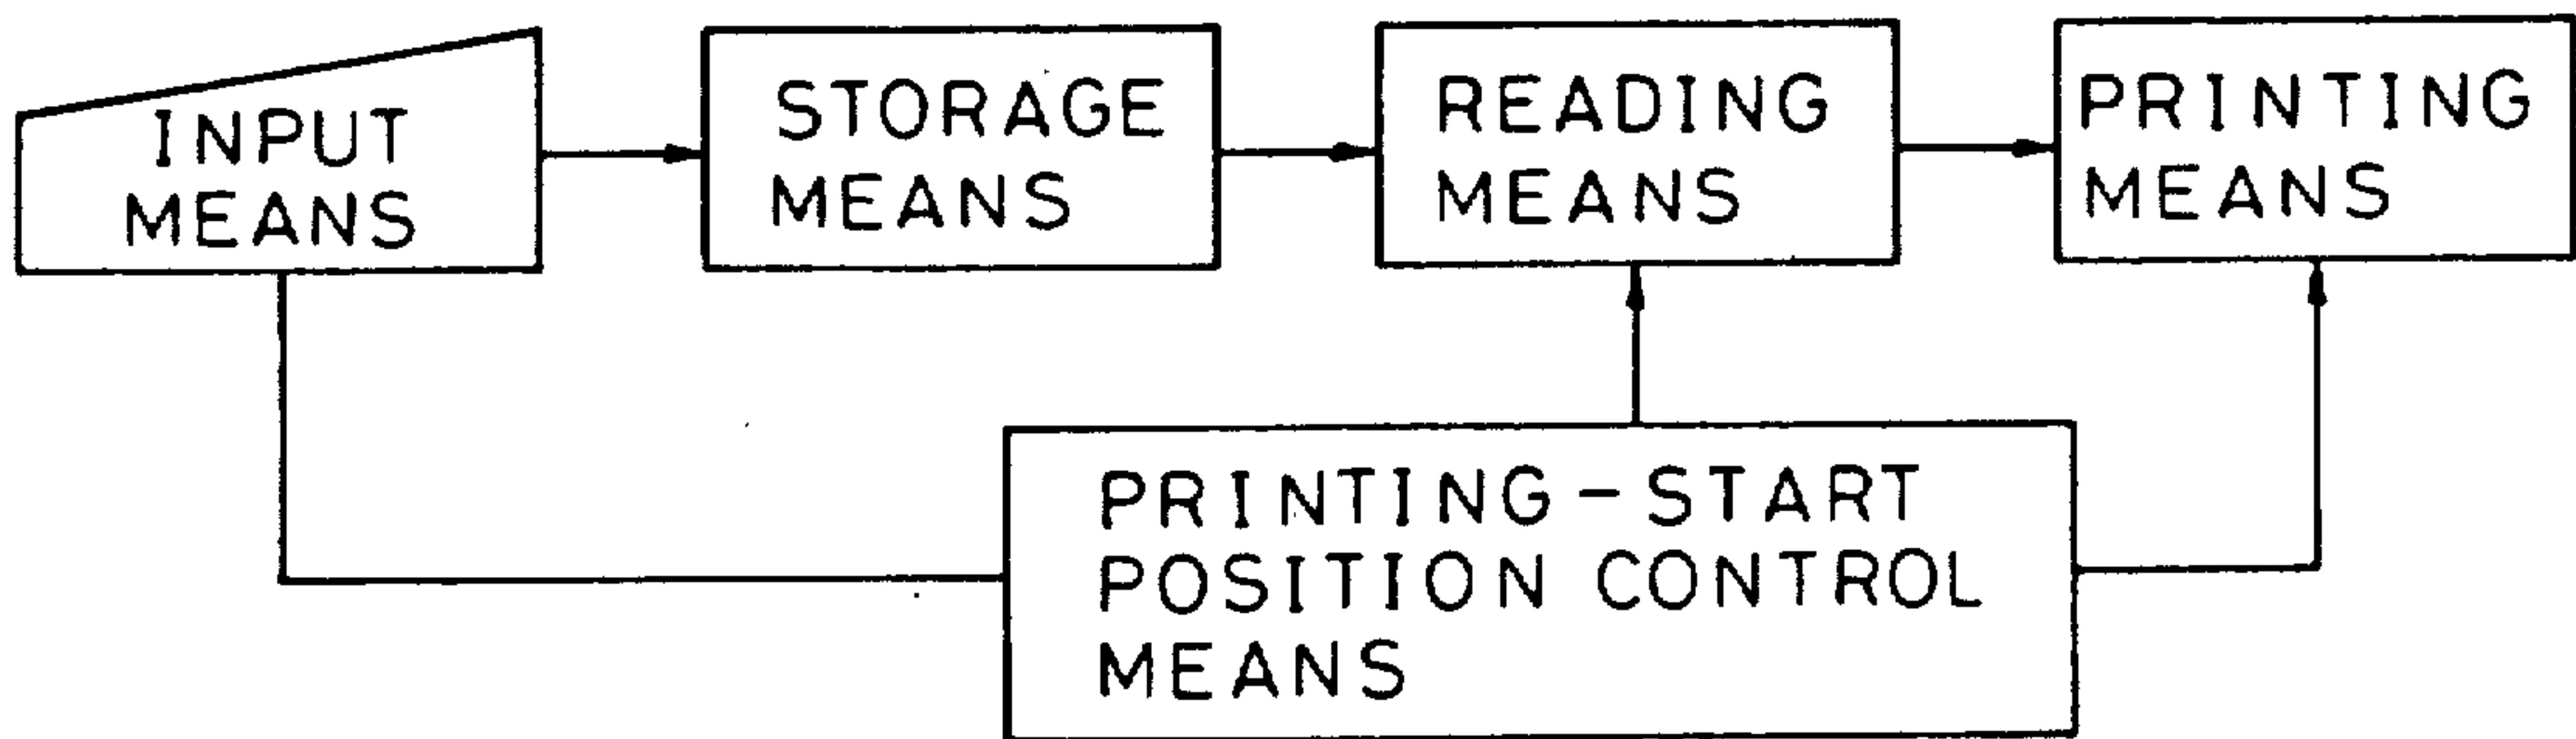 INPUT
MEANS
STORAGE
MEANS
READING
MEANS
PRINTING
MEANS
PRINTING-START
POSITION CONTROL
MEANS